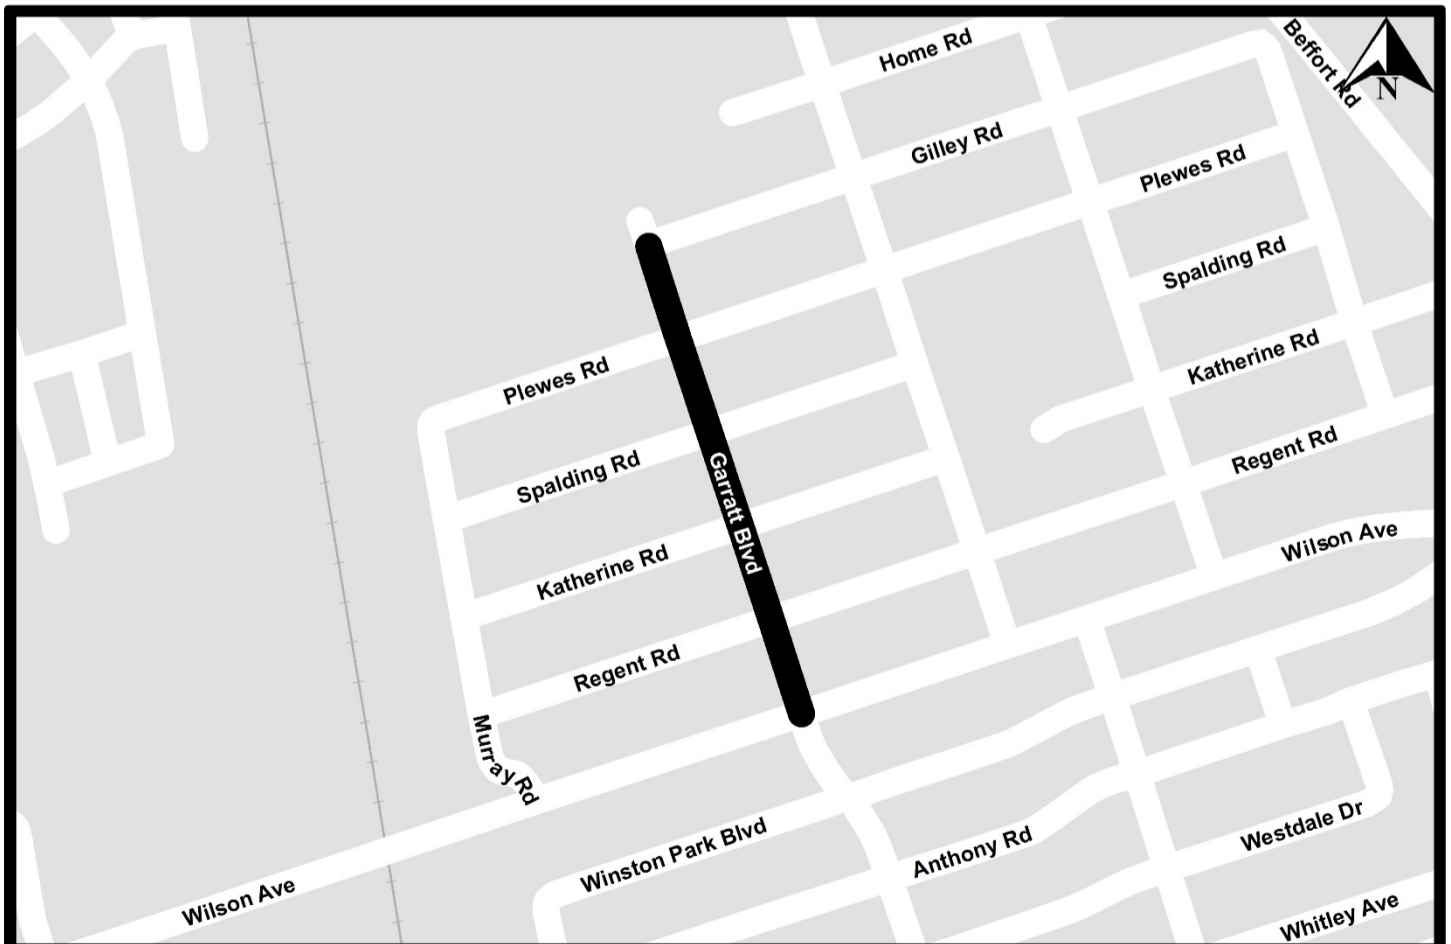 Home Rd
Beffort Rd
N
Gilley Rd
Plewes Rd
Spalding Rd
Katherine Rd
Plewes Rd
Regent Rd
Spalding Rd
Garratt Blvd
Wilson Ave
Katherine Rd
Regent Rd
Murray Rd
Westdale Dr
Winston Park Blvd
Anthony Rd
Wilson Ave
Whitley Ave